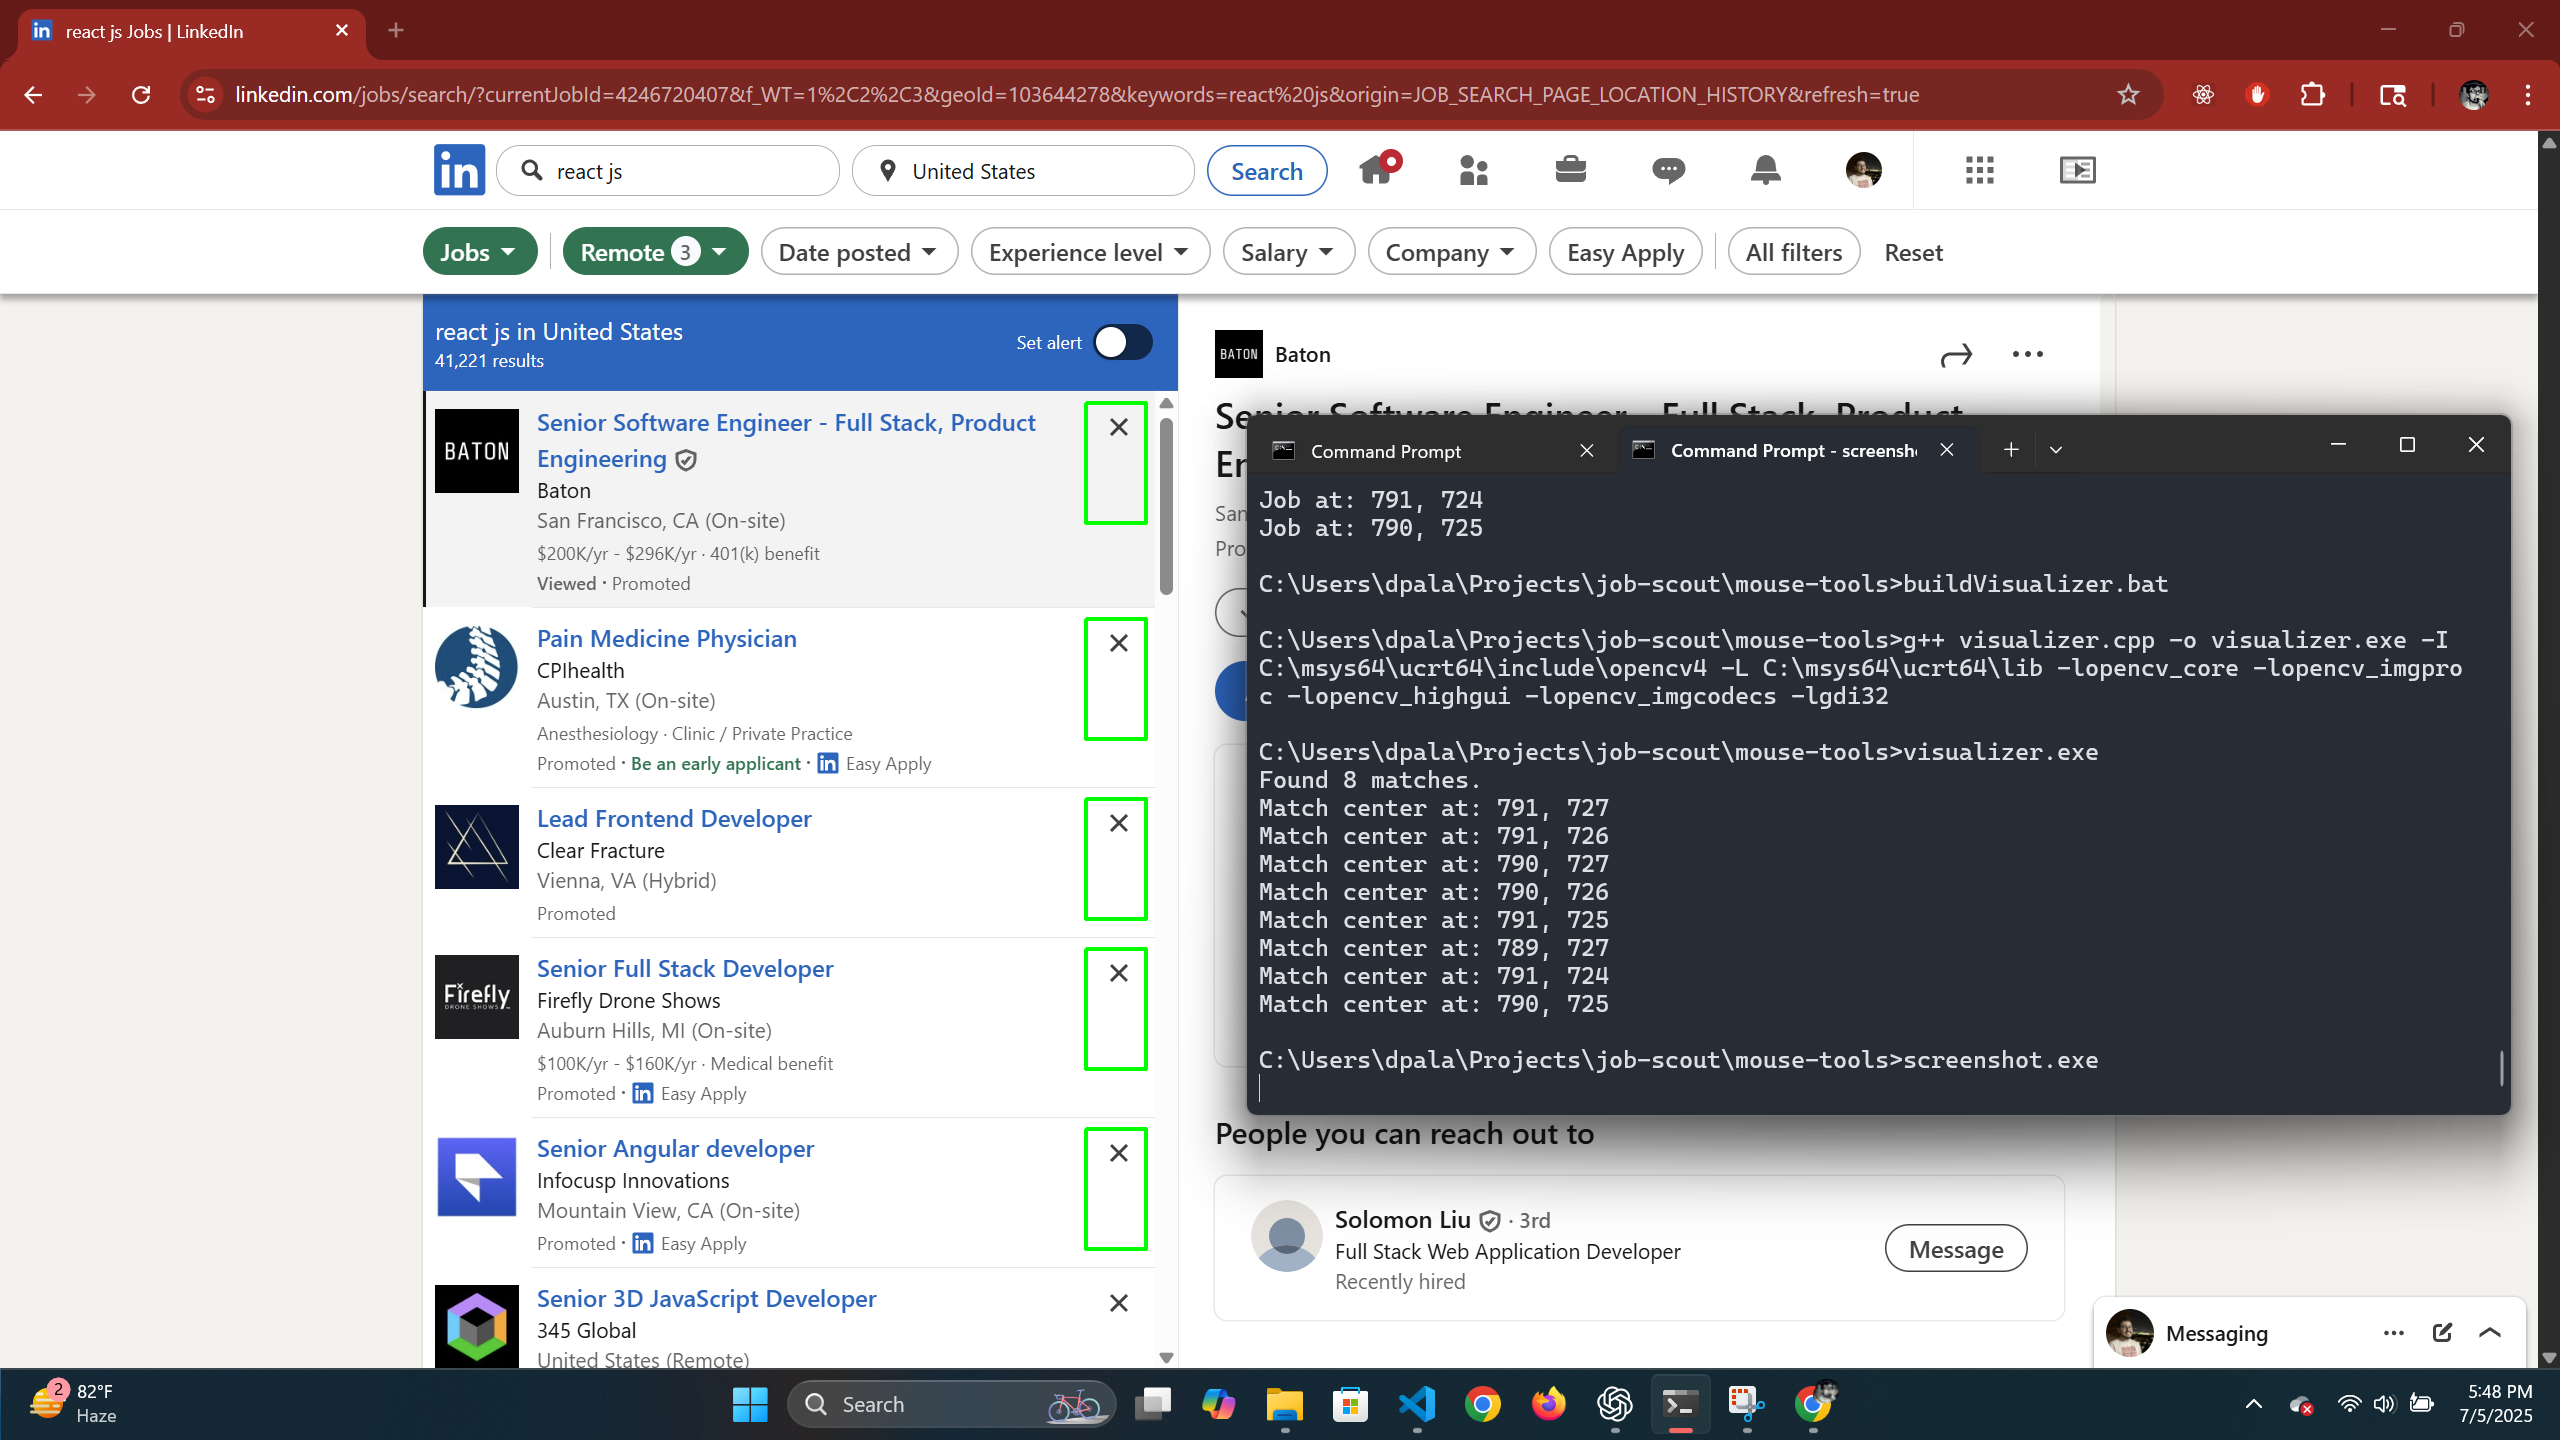 react js Jobs | LinkedIn
linkedin.com/jobs/search/?currentJobId=4246720407&f_WT=1%2C2%2C3&geoId=103644278&keywords=react%20js&origin=JOB_SEARCH_PAGE_LOCATION_HISTORY&refresh=true
in react js United States Search
Jobs Remote 3 Date posted Experience level Salary Company Easy Apply All filters Reset
react js in United States
41,221 results
Set alert
BATON
Senior Software Engineer - Full Stack, Product
Engineering
Baton
San Francisco, CA (On-site)
$200K/yr - $296K/yr · 401(k) benefit
Viewed · Promoted
Pain Medicine Physician
CPIhealth
Austin, TX (On-site)
Anesthesiology · Clinic / Private Practice
Promoted · Be an early applicant · in Easy Apply
Lead Frontend Developer
Clear Fracture
Vienna, VA (Hybrid)
Promoted
Firefly
DRONE SHOWS
Senior Full Stack Developer
Firefly Drone Shows
Auburn Hills, MI (On-site)
$100K/yr - $160K/yr · Medical benefit
Promoted · in Easy Apply
Senior Angular developer
Infocusp Innovations
Mountain View, CA (On-site)
Promoted · in Easy Apply
Senior 3D JavaScript Developer
345 Global
United States (Remote)
BATON Baton
Senior Software Engineer - Full Stack, Product
En
San
Pro
Command Prompt
Command Prompt - screensh
Job at: 791, 724
Job at: 790, 725
C:\Users\dpala\Projects\job-scout\mouse-tools>buildVisualizer.bat
C:\Users\dpala\Projects\job-scout\mouse-tools>g++ visualizer.cpp -o visualizer.exe -I
C:\msys64\ucrt64\include\opencv4 -L C:\msys64\ucrt64\lib -lopencv_core -lopencv_imgpro
c -lopencv_highgui -lopencv_imgcodecs -lgdi32
C:\Users\dpala\Projects\job-scout\mouse-tools>visualizer.exe
Found 8 matches.
Match center at: 791, 727
Match center at: 791, 726
Match center at: 790, 727
Match center at: 790, 726
Match center at: 791, 725
Match center at: 789, 727
Match center at: 791, 724
Match center at: 790, 725
C:\Users\dpala\Projects\job-scout\mouse-tools>screenshot.exe
People you can reach out to
Solomon Liu · 3rd
Full Stack Web Application Developer
Recently hired
Message
Messaging
2
82°F
Haze
Search
5:48 PM
7/5/2025